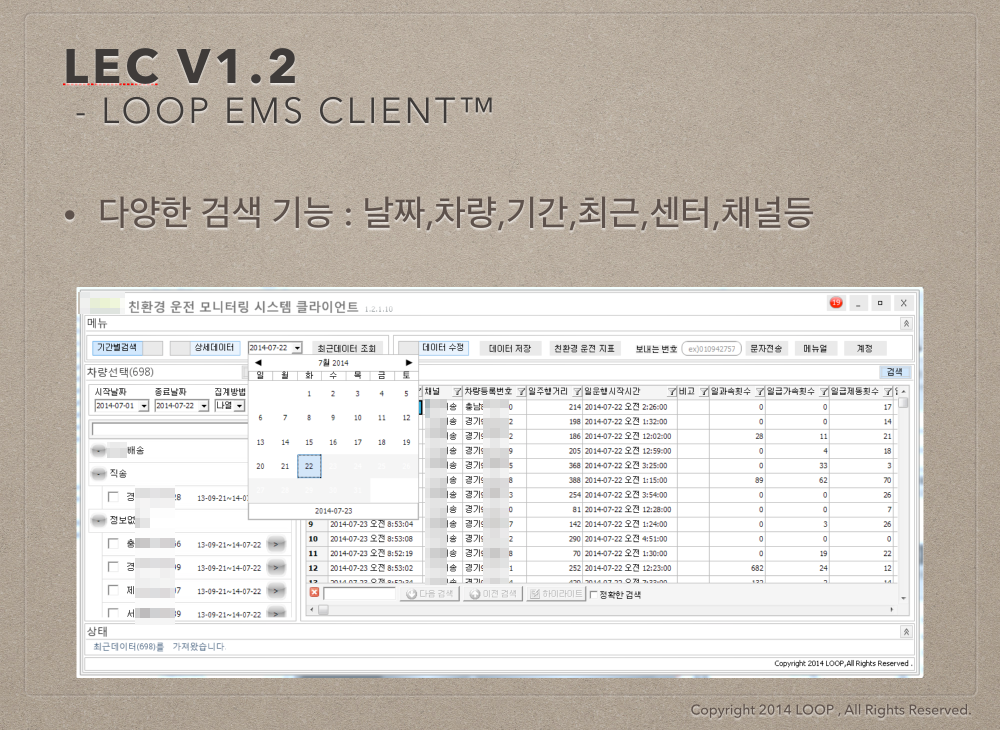 LEC V1.2
- LOOP EMS CLIENT™
• 다양한 검색 기능 : 날짜,차량,기간,최근,센터,채널등
친환경 운전 모니터링 시스템 클라이언트 1.2.1.10
19
메뉴
기간별검색 상세데이터 2014-07-22 최근데이터 조회 데이터 수정 데이터 저장 친환경 운전 지표 보내는 번호 ex)010942757 문자전송 메뉴얼 계정
차량선택(698) 검색
시작날짜 종료날짜 집계방법
2014-07-01 2014-07-22 나열
7월 2014
일 월 화 수 목 금 토
1 2 3 4 5
6 7 8 9 10 11 12
13 14 15 16 17 18 19
20 21 22
2014-07-23
배송
직송
경 28 13-09-21~14-0
정보없
충 6 13-09-21~14-07-22 >
경 9 13-09-21~14-07-22 >
제 7 13-09-21~14-07-22 >
서 39 13-09-21~14-07-22 >
채널 차량등록번호 일주행거리 일운행시작시간 비고 일과속횟수 일급가속횟수 일급제동횟수
송 충남 0 214 2014-07-22 오전 2:26:00 0 0 17
송 경기 2 198 2014-07-22 오전 1:32:00 0 0 14
송 경기 2 186 2014-07-22 오전 12:02:00 28 11 21
송 경기 9 205 2014-07-22 오전 12:59:00 0 4 18
송 경기 5 368 2014-07-22 오전 3:25:00 0 33 3
송 경기 8 388 2014-07-22 오전 1:15:00 89 62 70
송 경기 3 254 2014-07-22 오전 3:54:00 0 0 26
송 경기 0 81 2014-07-22 오전 12:28:00 0 0 7
9 2014-07-23 오전 8:53:04 송 경기 7 142 2014-07-22 오전 1:24:00 0 3 26
10 2014-07-23 오전 8:53:08 송 경기 2 290 2014-07-22 오전 4:51:00 0 0 0
11 2014-07-23 오전 8:52:19 송 경기 8 70 2014-07-22 오전 1:30:00 0 19 22
12 2014-07-23 오전 8:53:02 송 경기 1 252 2014-07-22 오전 12:23:00 682 24 12
다음 검색 이전 검색 하이라이트 정확한 검색
상태
최근데이터(698)를 가져왔습니다
Copyright 2014 LOOP,All Rights Reserved .
Copyright 2014 LOOP , All Rights Reserved.